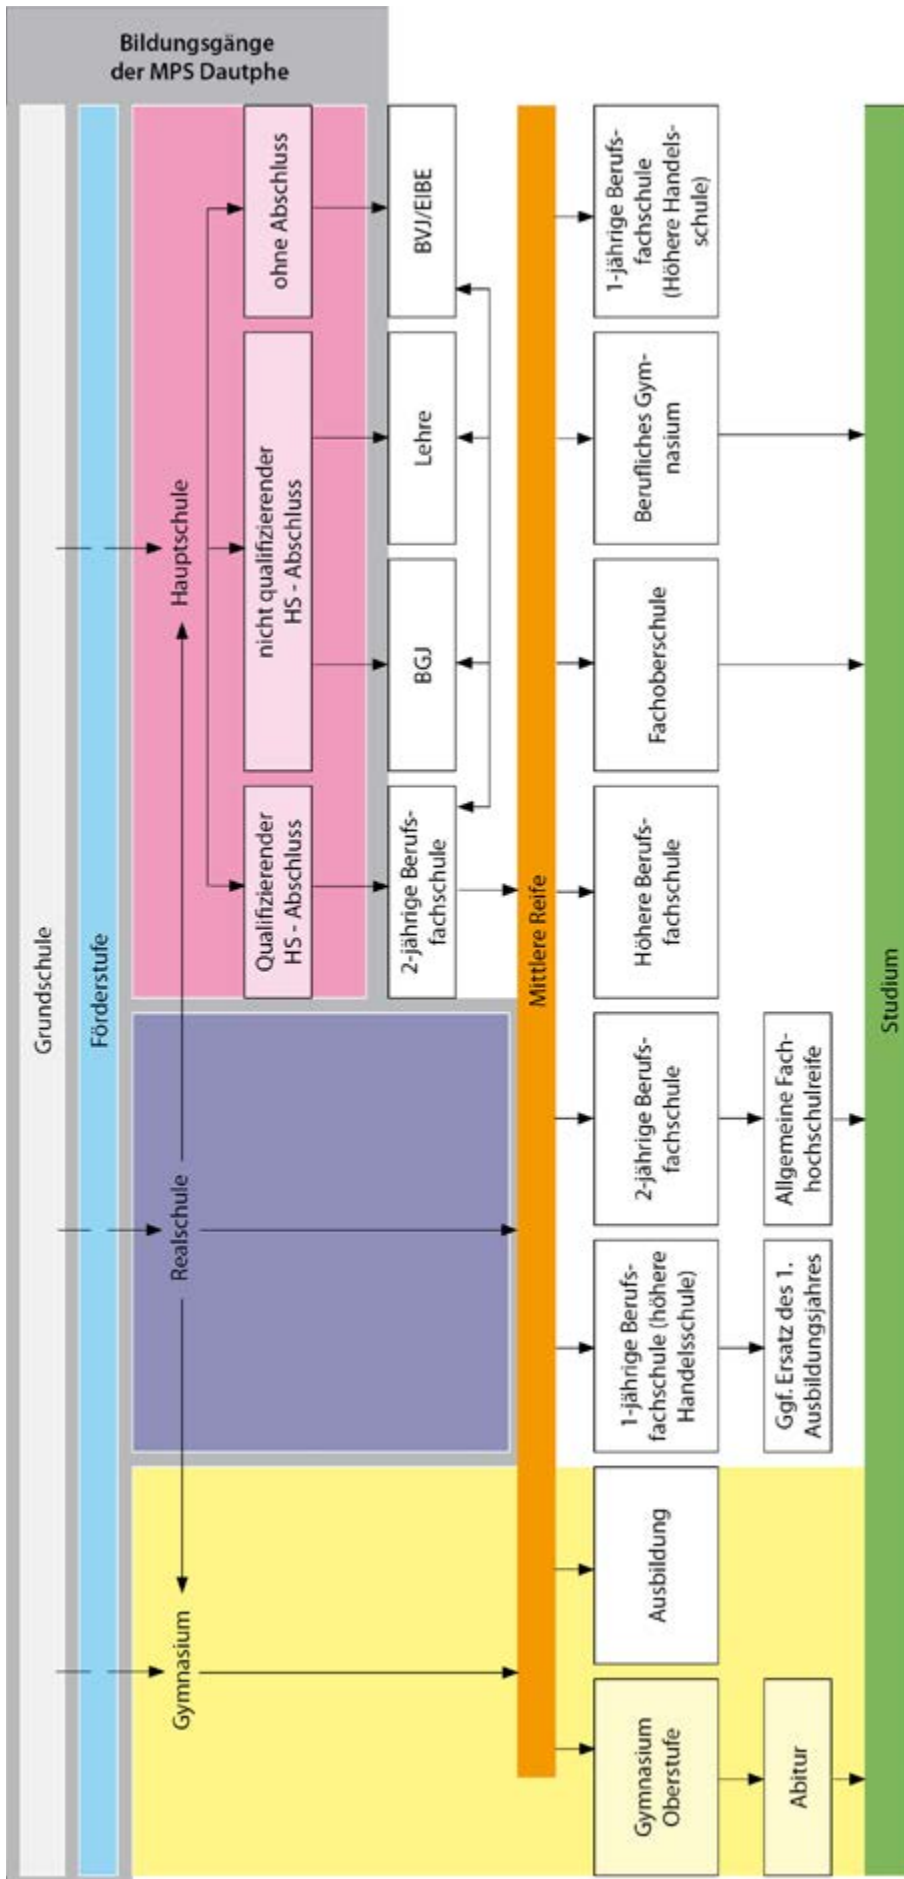 Bildungsgänge
der MPS Dautphe
Grundschule
Förderstufe
Gymnasium
Realschule
Hauptschule
Qualifizierender
HS - Abschluss
nicht qualifizierender
HS - Abschluss
ohne Abschluss
2-jährige Berufs-
fachschule
BGJ
Lehre
BVJ/EIBE
Mittlere Reife
Gymnasium
Oberstufe
Ausbildung
1-jährige Berufs-
fachschule (höhere
Handelsschule)
2-jährige Berufs-
fachschule
Höhere Berufs-
fachschule
Fachoberschule
Berufliches Gym-
nasium
1-jährige Berufs-
fachschule
(Höhere Handels-
schule)
Abitur
Ggf. Ersatz des 1.
Ausbildungsjahres
Allgemeine Fach-
hochschulreife
Studium